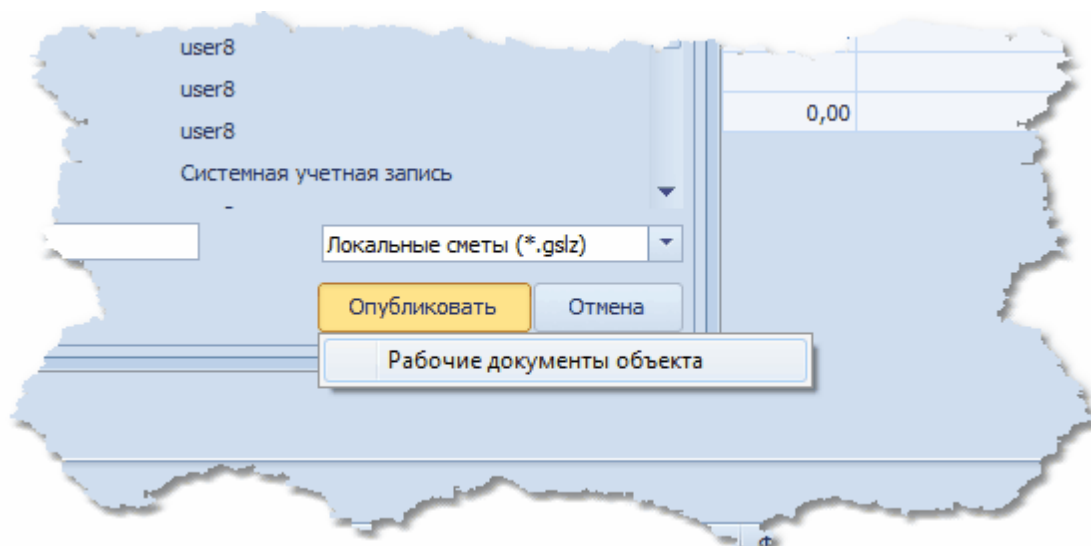 user8
user8
user8
0,00
Системная учетная запись
Локальные сметы (*.gslz)
Опубликовать
Отмена
Рабочие документы объекта